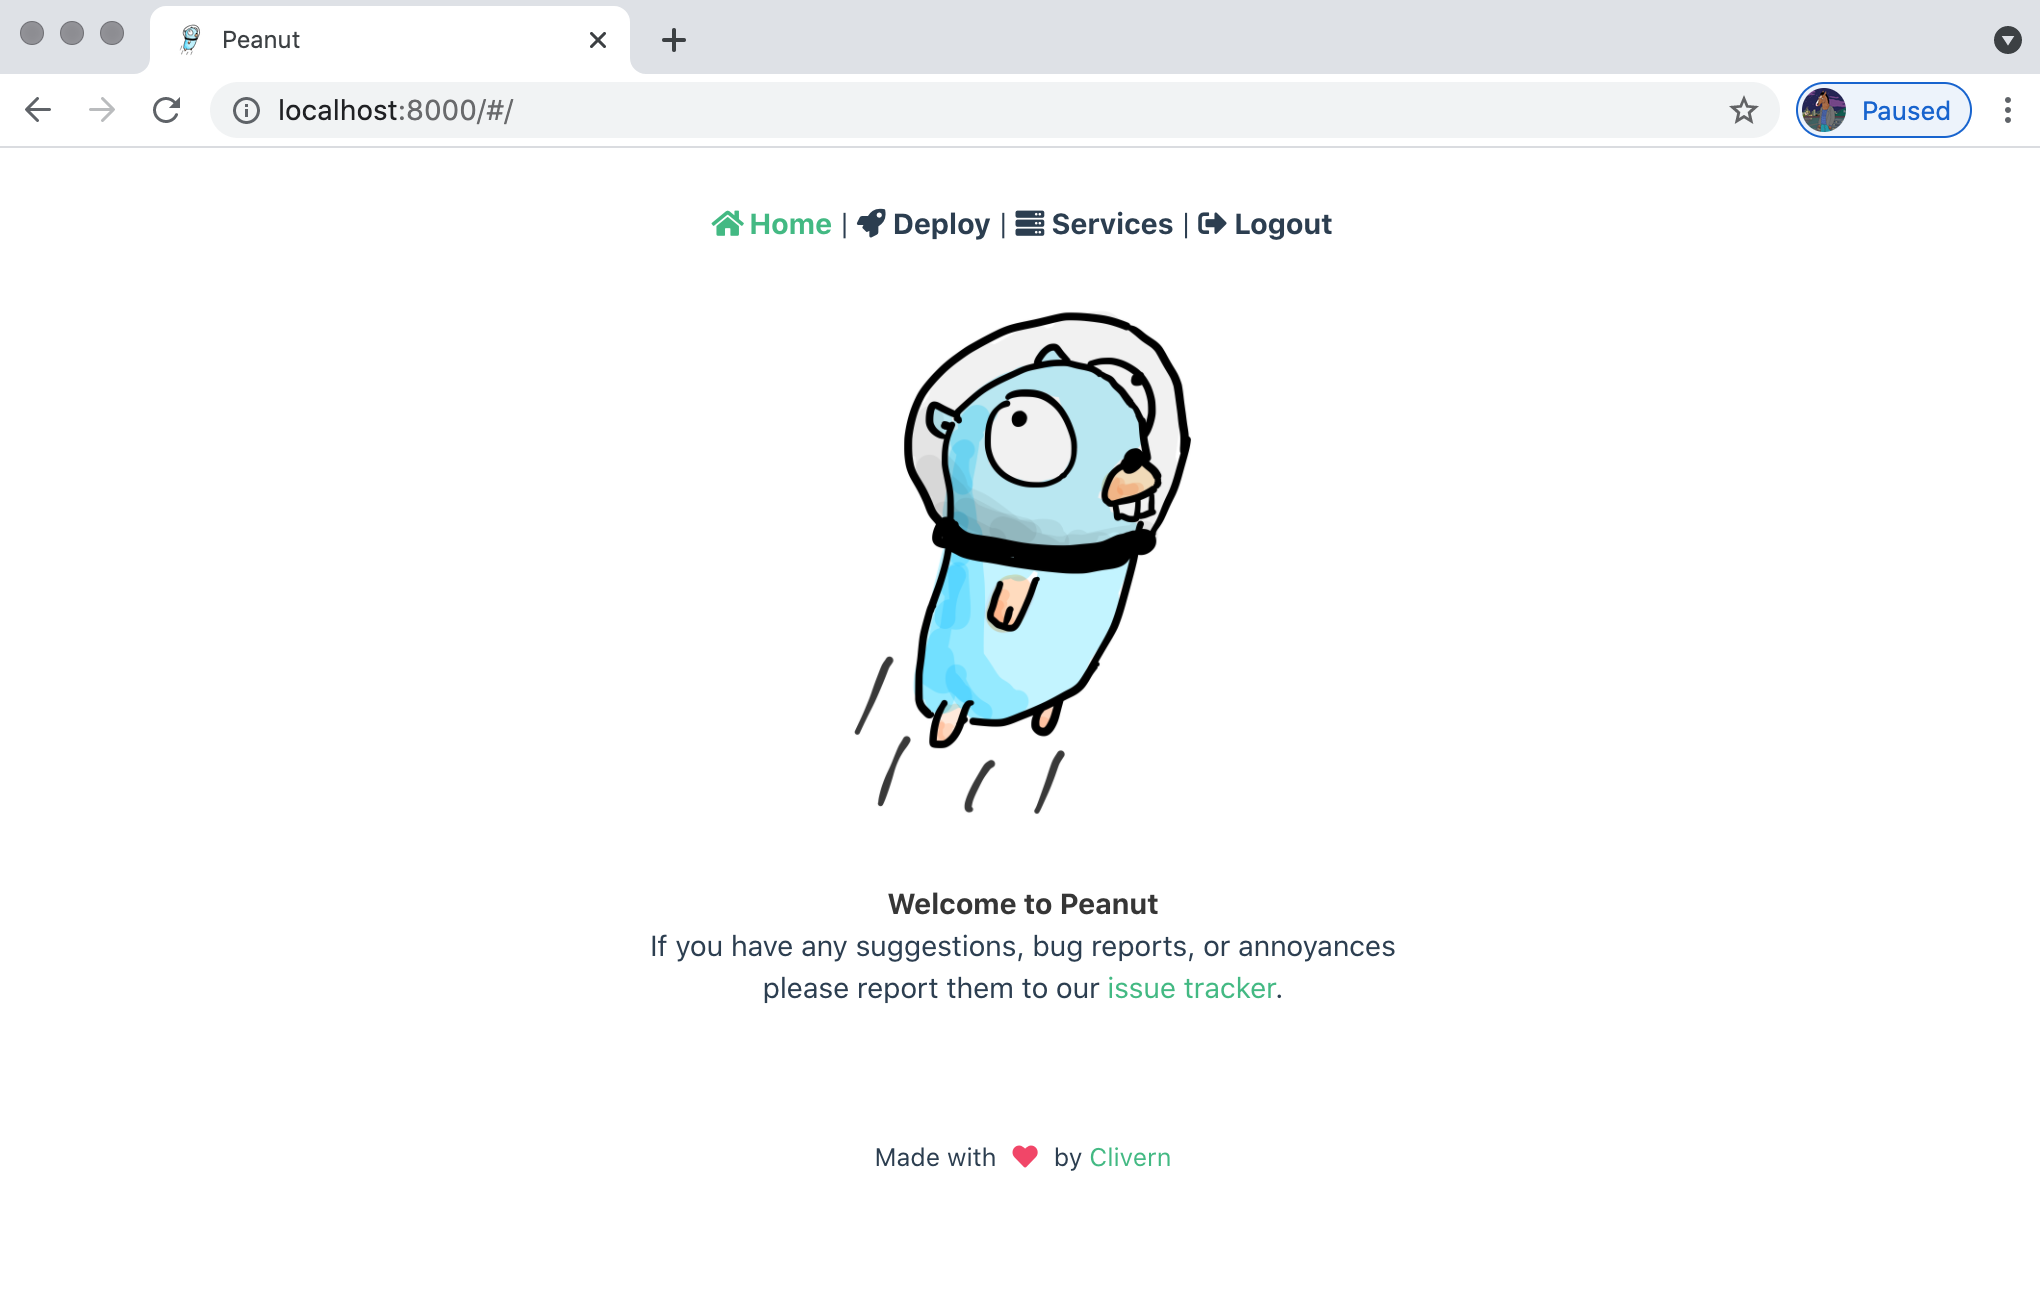 Peanut
localhost:8000/#/
Paused
Home | Deploy | Services | Logout
Welcome to Peanut
If you have any suggestions, bug reports, or annoyances
please report them to our issue tracker.
Made with ❤ by Clivern